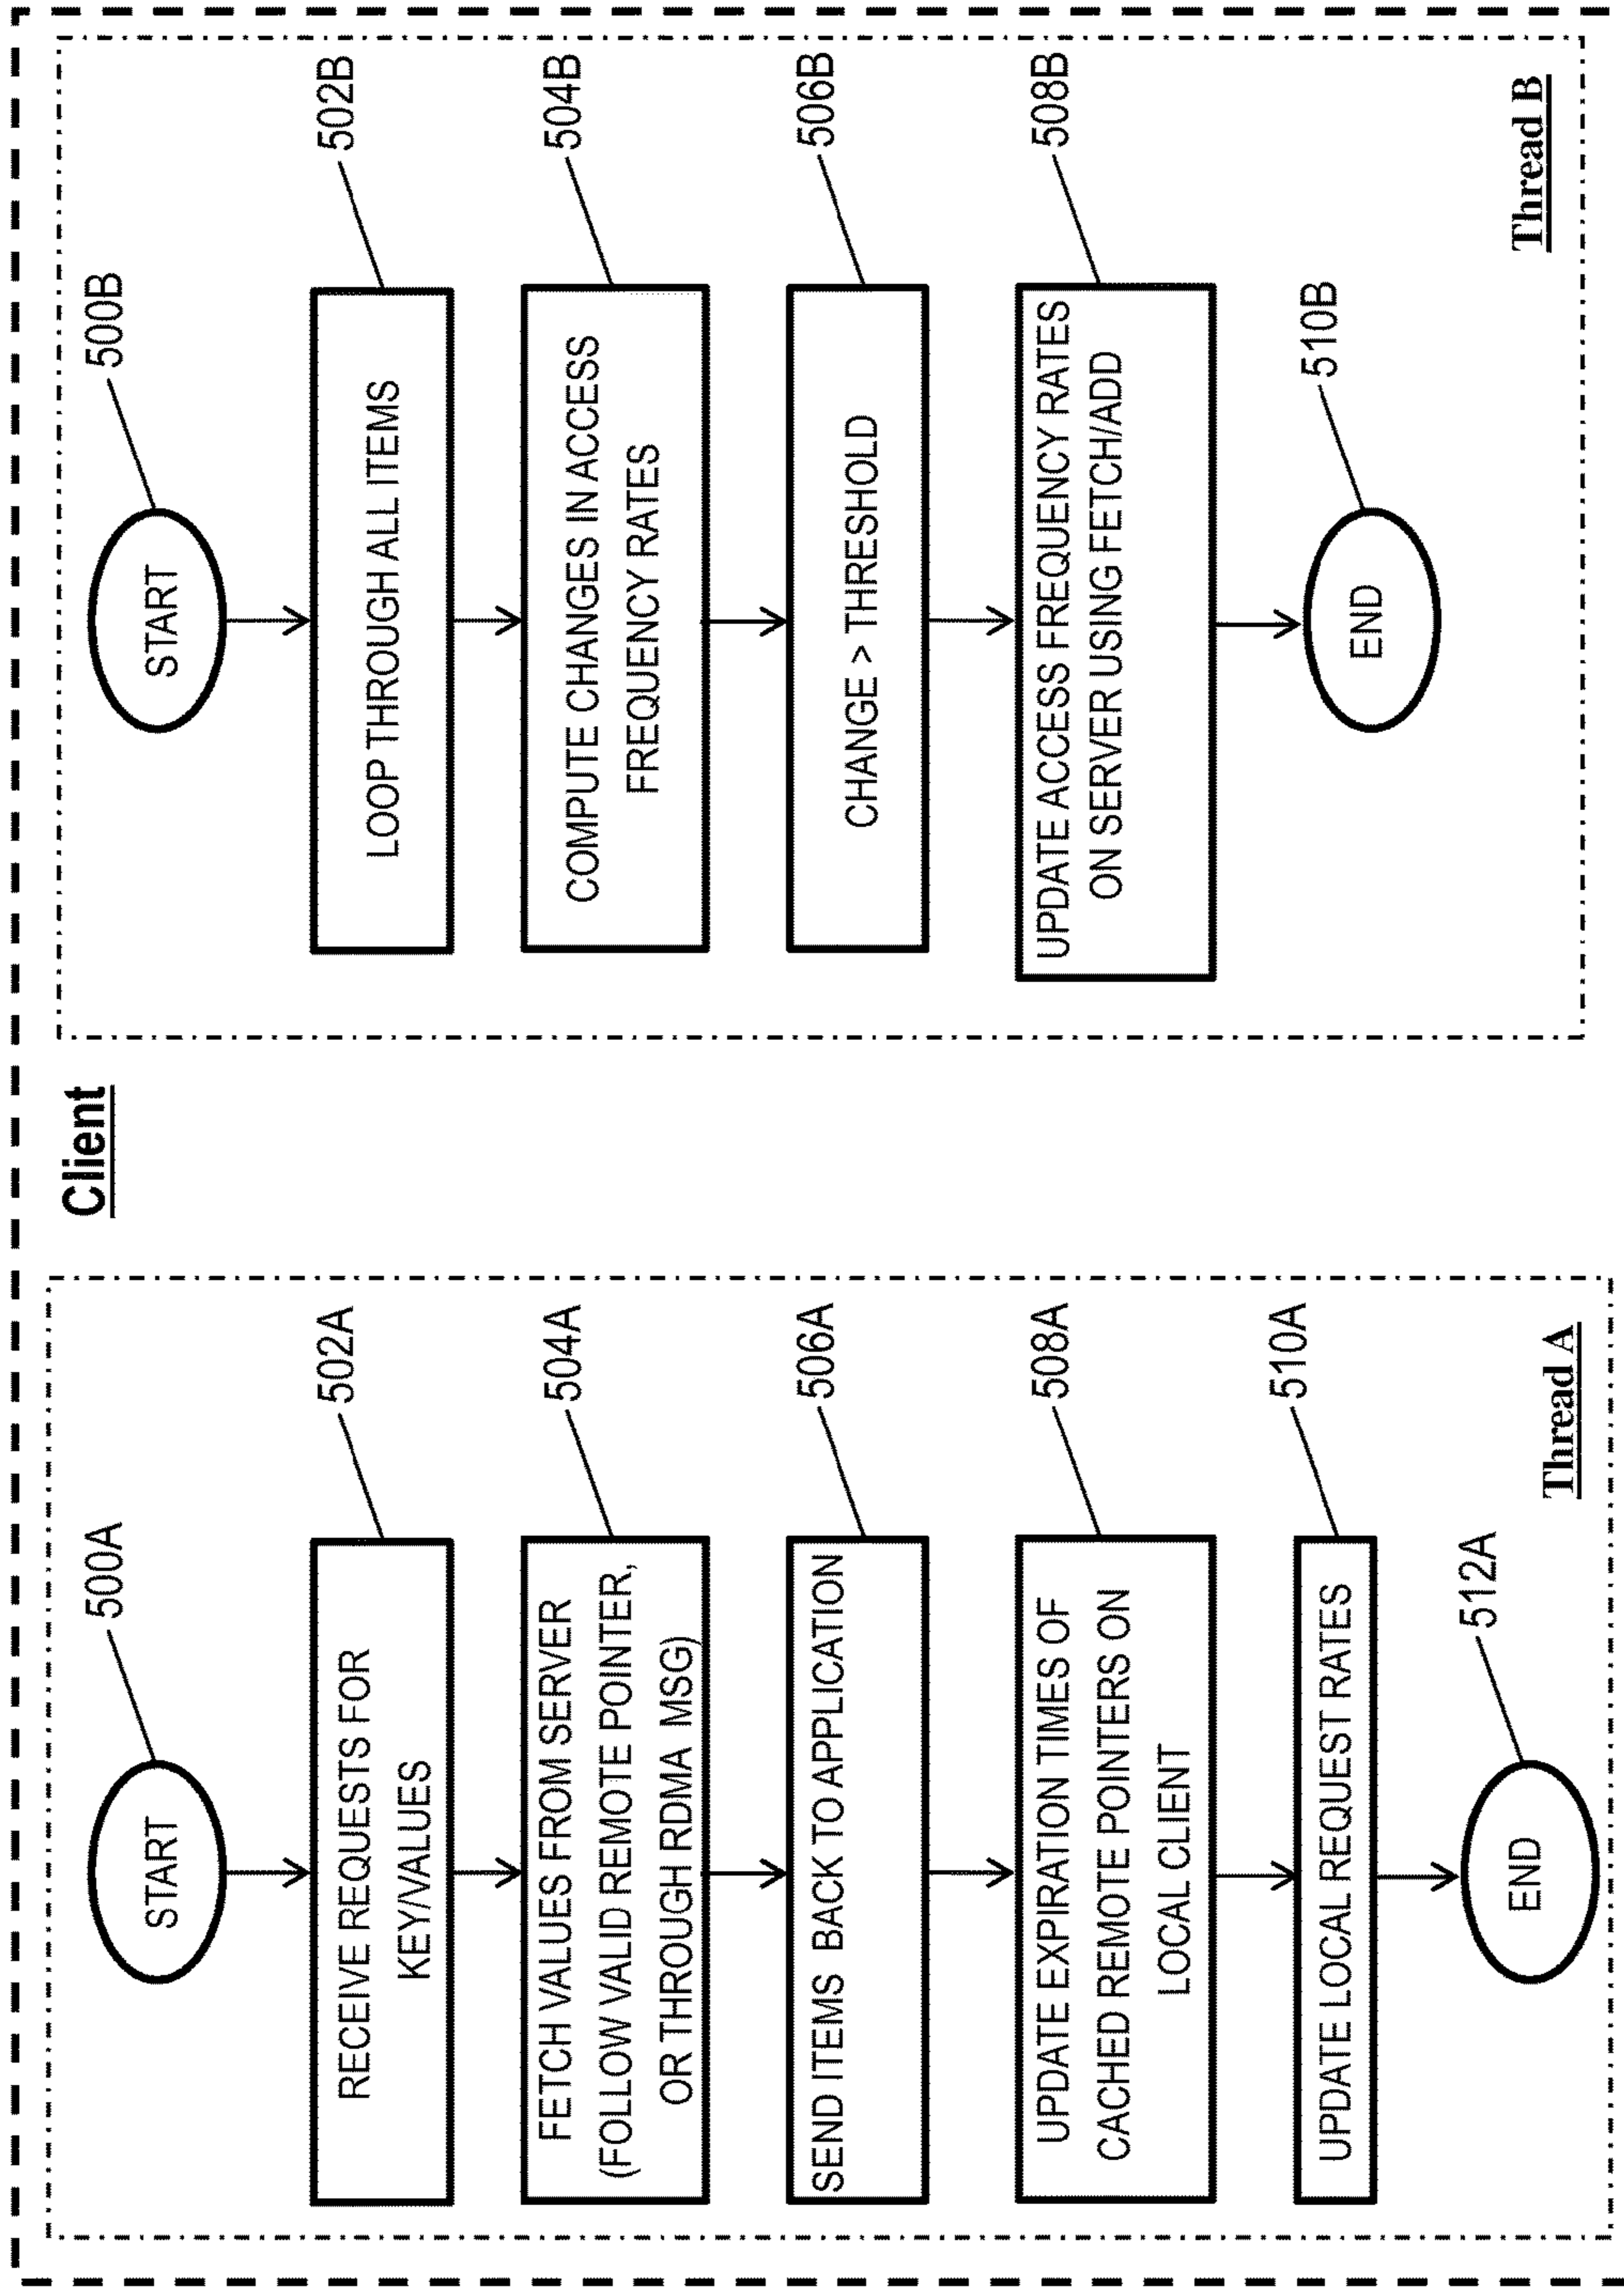 Client
500A
START
502A
RECEIVE REQUESTS FOR
KEY/VALUES
504A
FETCH VALUES FROM SERVER
(FOLLOW VALID REMOTE POINTER,
OR THROUGH RDMA MSG)
506A
SEND ITEMS BACK TO APPLICATION
508A
UPDATE EXPIRATION TIMES OF
CACHED REMOTE POINTERS ON
LOCAL CLIENT
510A
UPDATE LOCAL REQUEST RATES
512A
END
Thread A
500B
START
502B
LOOP THROUGH ALL ITEMS
504B
COMPUTE CHANGES IN ACCESS
FREQUENCY RATES
506B
CHANGE > THRESHOLD
508B
UPDATE ACCESS FREQUENCY RATES
ON SERVER USING FETCH/ADD
510B
END
Thread B